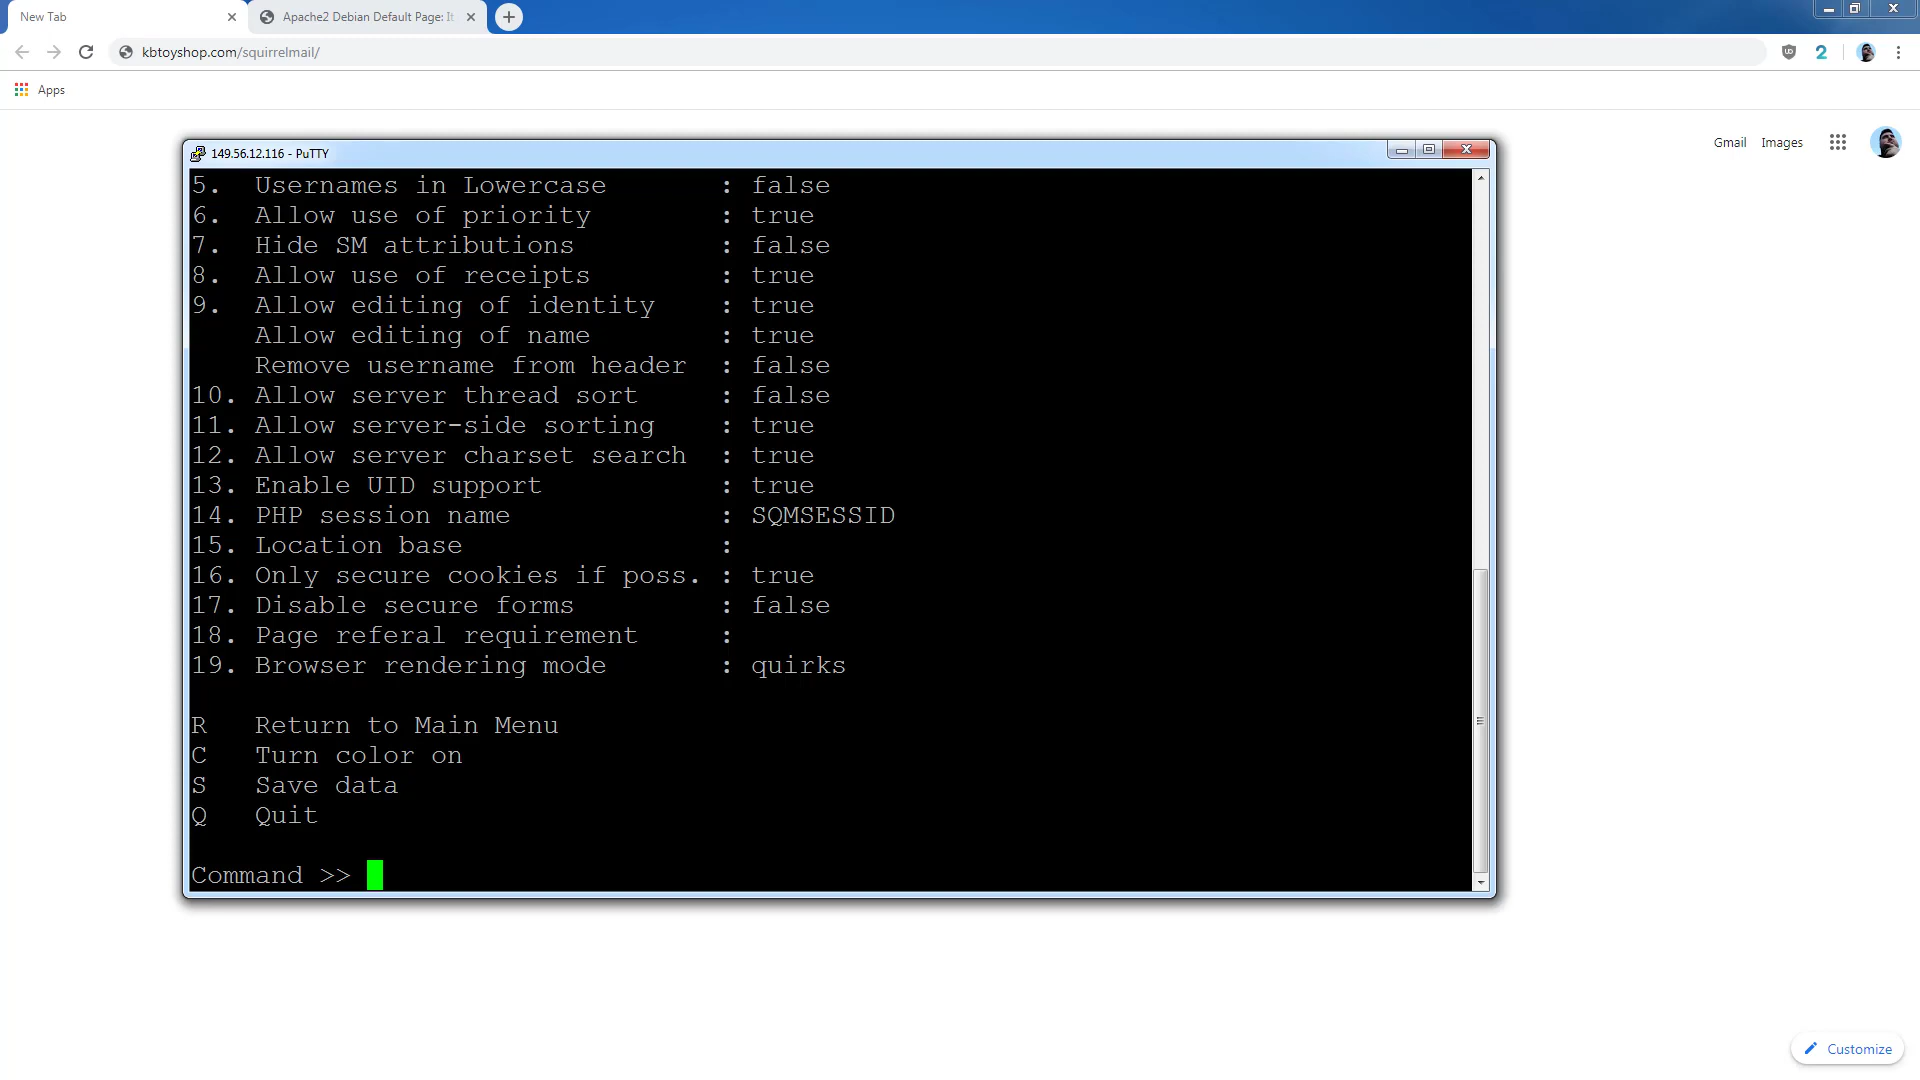 New Tab
Apache2 Debian Default Page: It
kbtoyshop.com/squirrelmail/
2
Apps
Gmail Images
149.56.12.116 - PuTTY
5. Usernames in Lowercase : false
6. Allow use of priority : true
7. Hide SM attributions : false
8. Allow use of receipts : true
9. Allow editing of identity : true
Allow editing of name : true
Remove username from header : false
10. Allow server thread sort : false
11. Allow server-side sorting : true
12. Allow server charset search : true
13. Enable UID support : true
14. PHP session name : SQMSESSID
15. Location base :
16. Only secure cookies if poss. : true
17. Disable secure forms : false
18. Page referal requirement :
19. Browser rendering mode : quirks
R Return to Main Menu
C Turn color on
S Save data
Q Quit
Command >>
Customize